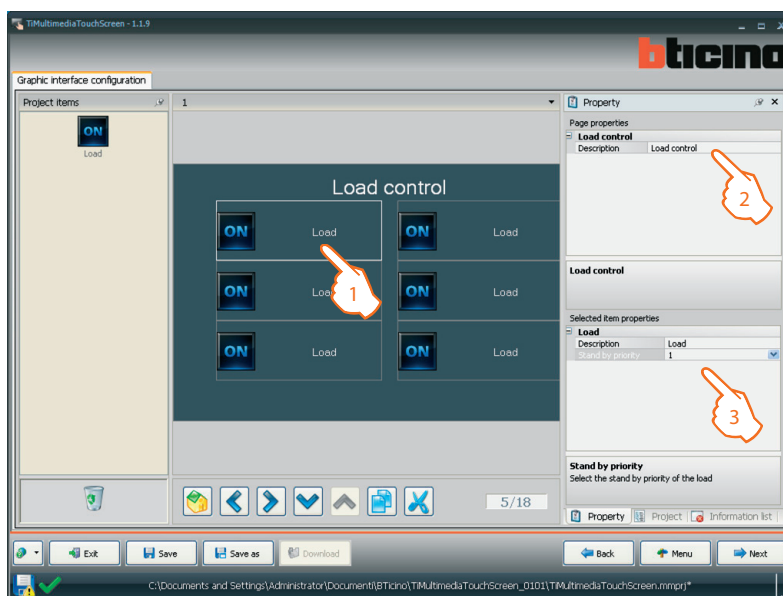 TiMultimediaTouchScreen - 1.1.9
bticino
Graphic interface configuration
Project items
1
Property
ON
Load
Page properties
Load control
Description Load control
2
Load control
ON Load
ON Load
1
ON Load
ON Load
ON Load
ON Load
Load control
Selected item properties
Load
Description Load
Stand by priority 1
3
Stand by priority
Select the stand by priority of the load
5/18
Property
Project
Information list
Exit
Save
Save as
Download
Back
Menu
Next
C:\Documents and Settings\Administrator\Documenti\BTicino\TiMultimediaTouchScreen_0101\TiMultimediaTouchScreen.mmprj*